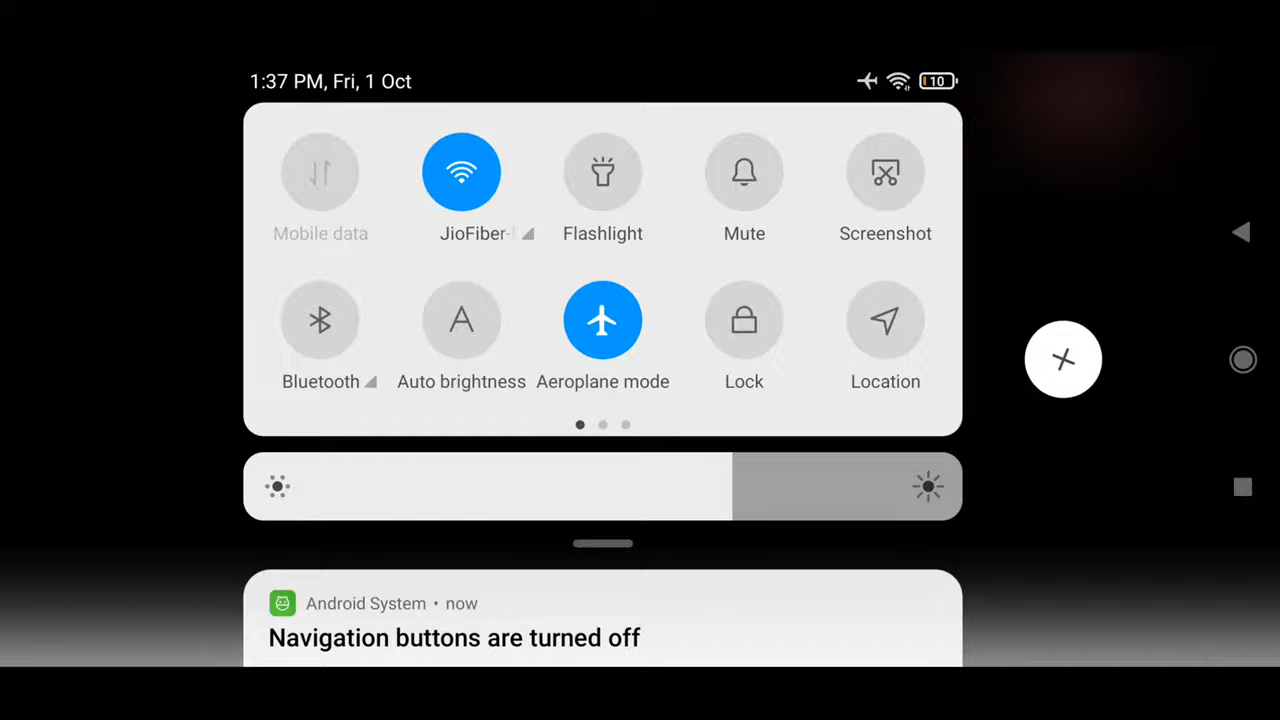 1:37 PM, Fri, 1 Oct
10
Mobile data JioFiber- Flashlight Mute Screenshot
A
Bluetooth Auto brightness Aeroplane mode Lock Location
Android System • now
Navigation buttons are turned off